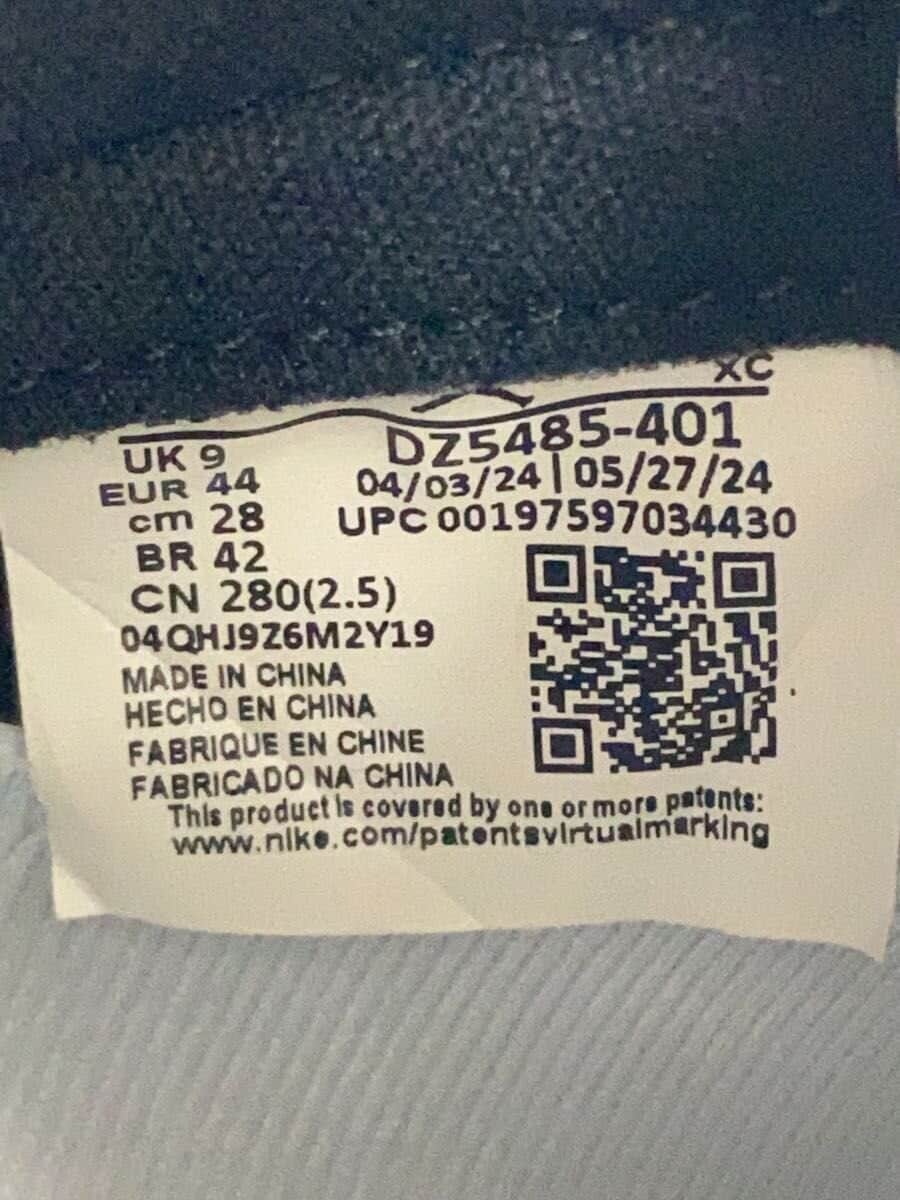 XC
UK 9
EUR 44
cm 28
BR 42
CN 280(2.5)
04QHJ9Z6M2Y19
DZ5485-401
04/03/24 | 05/27/24
UPC 00197597034430
MADE IN CHINA
HECHO EN CHINA
FABRIQUE EN CHINE
FABRICADO NA CHINA
This product is covered by one or more patents:
www.nike.com/patentsvirtualmarking